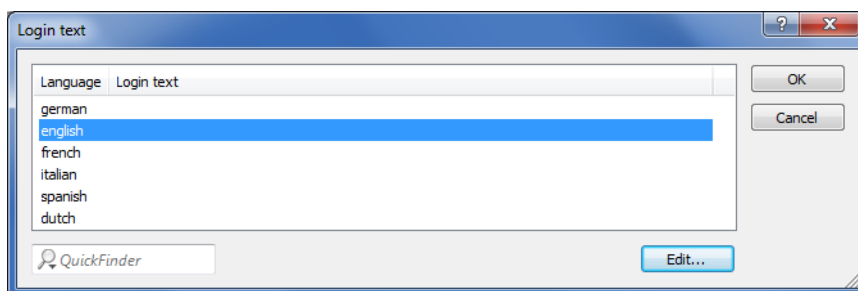 Login text
Language Login text
OK
german
english
Cancel
french
italian
spanish
dutch
QuickFinder
Edit...